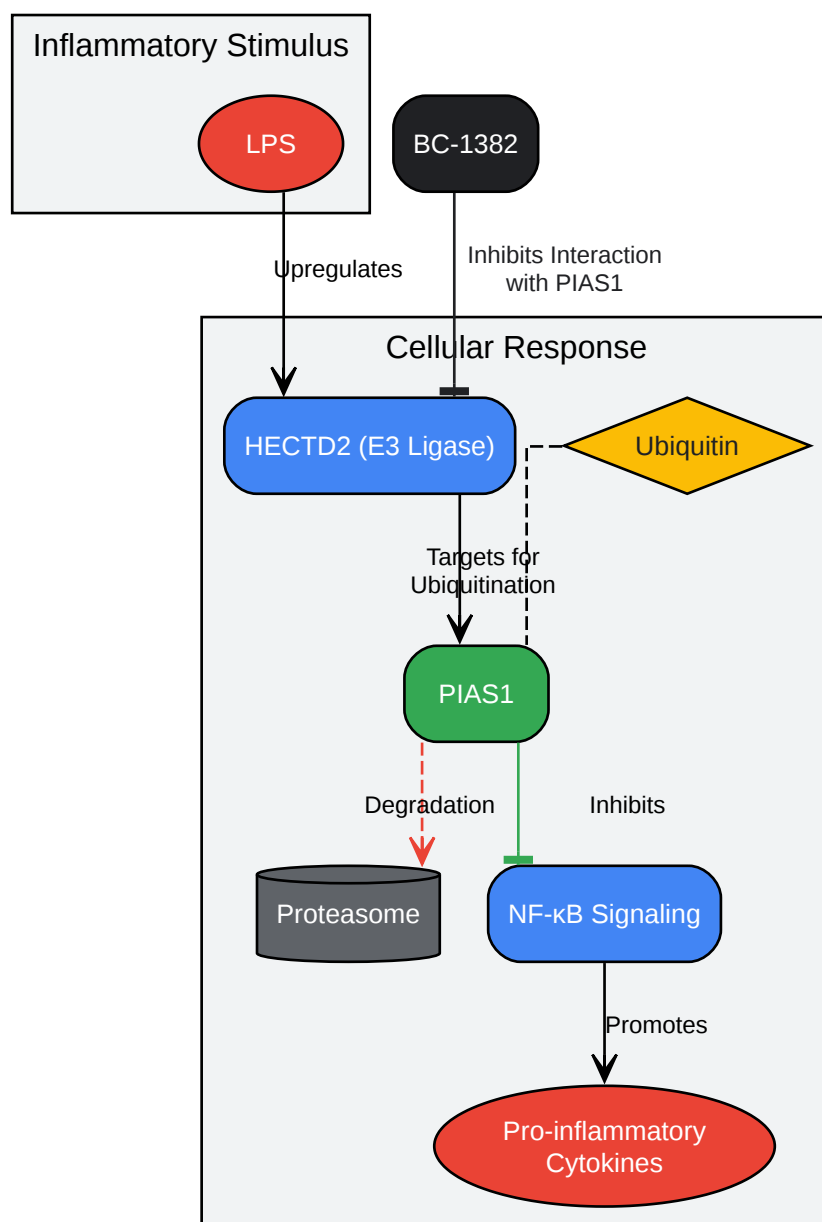 Inflammatory Stimulus
LPS
BC-1382
Upregulates
Inhibits Interaction
with PIAS1
Cellular Response
HECTD2 (E3 Ligase)
Ubiquitin
Targets for
Ubiquitination
PIAS1
Degradation
Inhibits
Proteasome
NF-κB Signaling
Promotes
Pro-inflammatory
Cytokines